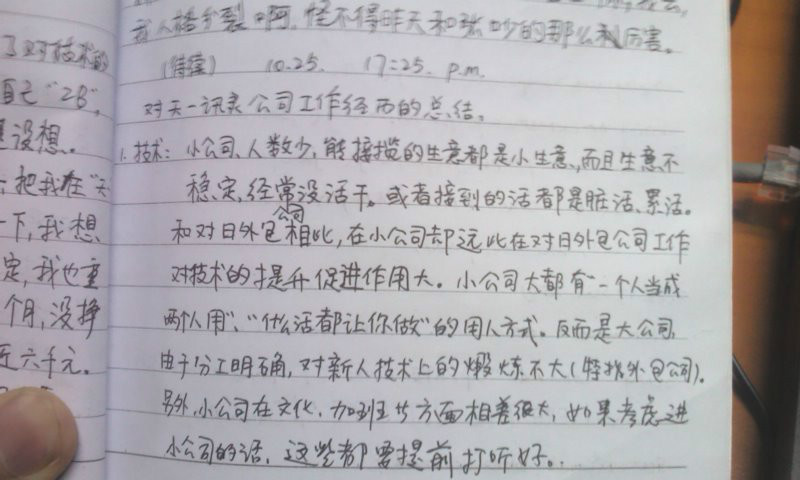 了对技术的
自己"2B",
没想。
把我在"天
一下,我想
定,我也重
个月,没挣
近六千元。
我人格分裂啊,怪不得昨天和张吵的那么利厉害。
(待续) 10.25. 17:25. p.m.
对天一讯灵公司工作经历的总结。
1. 技术:小公司,人数少,能接揽的生意都是小生意,而且生意不
稳定,经常没活干。或者接到的活都是脏活、累活。
和对日外包公司相比,在小公司却远比在对日外包公司工作
对技术的提升促进作用大。小公司大都有"一个人当成
两个人用"、"什么活都让你做"的用人方式。反而是大公司,
由于分工明确,对新人技术上的煅炼不大(特指外包公司)。
另外,小公司在文化、加班等方面相差很大,如果考虑进
小公司的话,这些都要提前打听好。